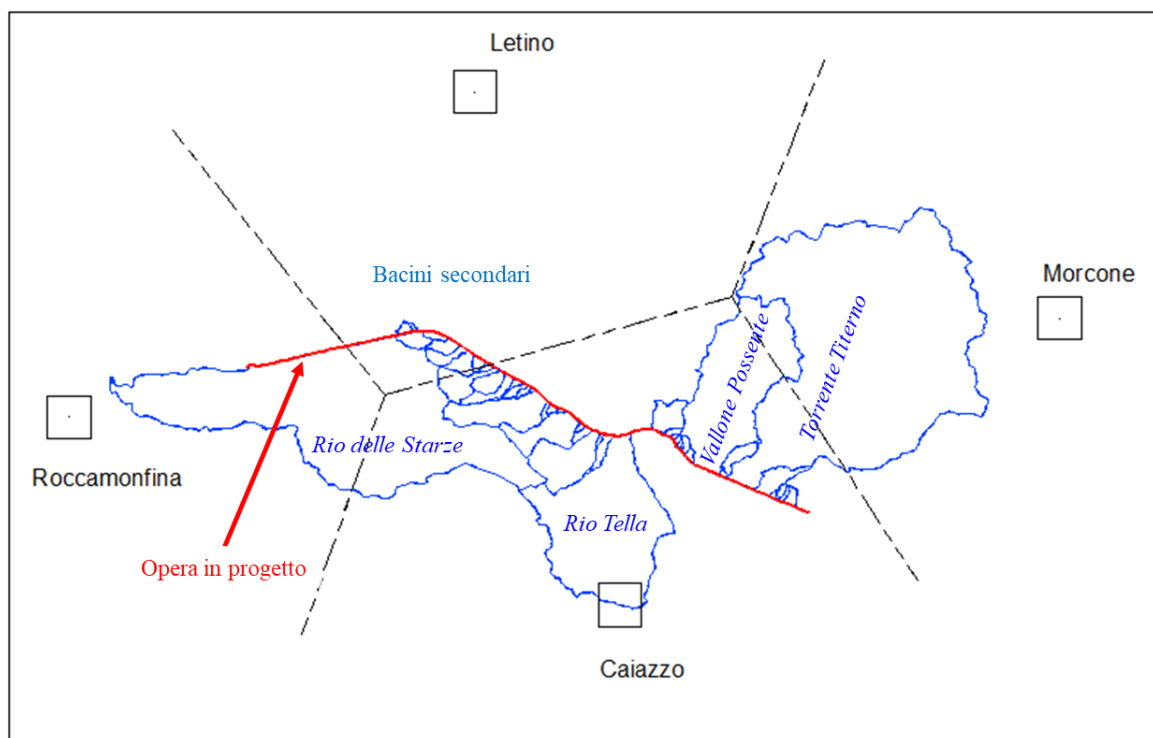 Letino
Bacini secondari
Morcone
Vallone Possente
Torrente Titerno
Rio delle Starze
Roccamonfina
Rio Tella
Opera in progetto
Caiazzo